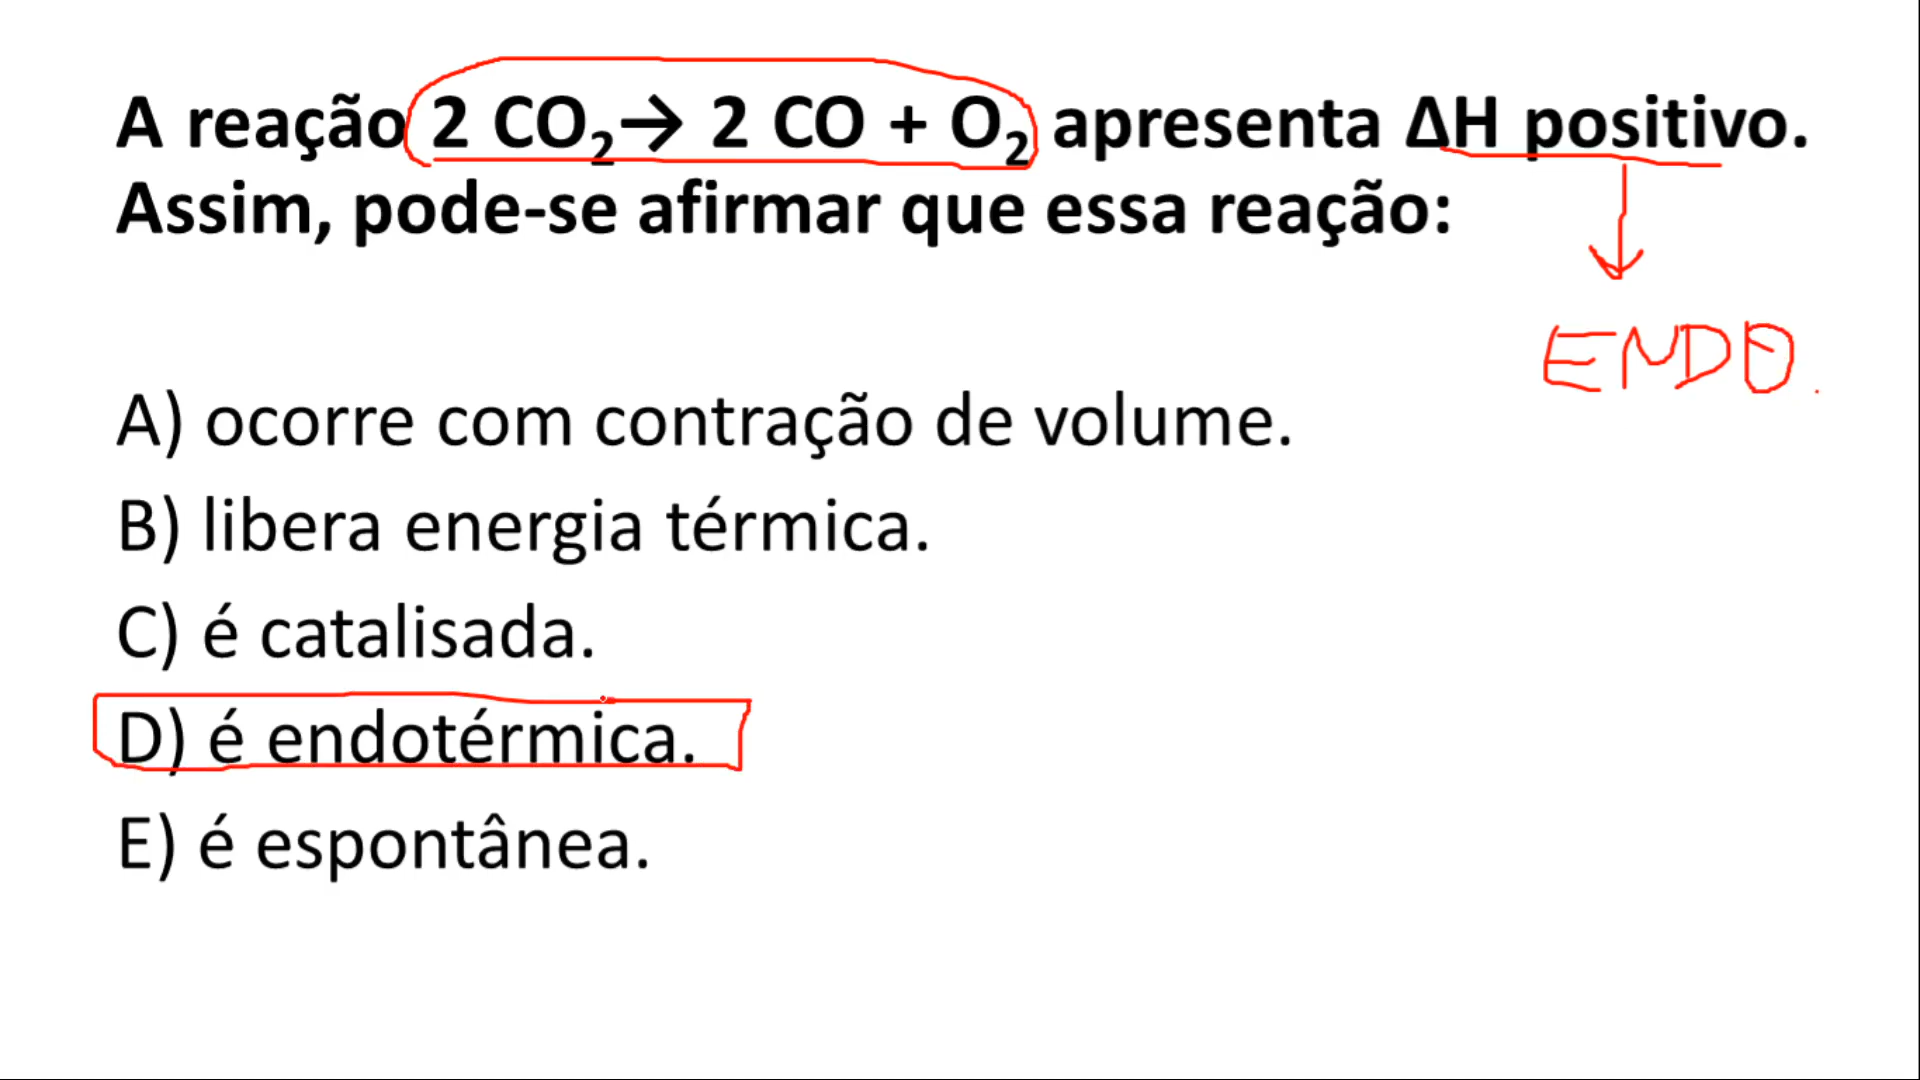 A reação 2 CO₂→ 2 CO + O₂ apresenta ΔH positivo.
Assim, pode-se afirmar que essa reação:
ENDO.
A) ocorre com contração de volume.
B) libera energia térmica.
C) é catalisada.
D) é endotérmica.
E) é espontânea.